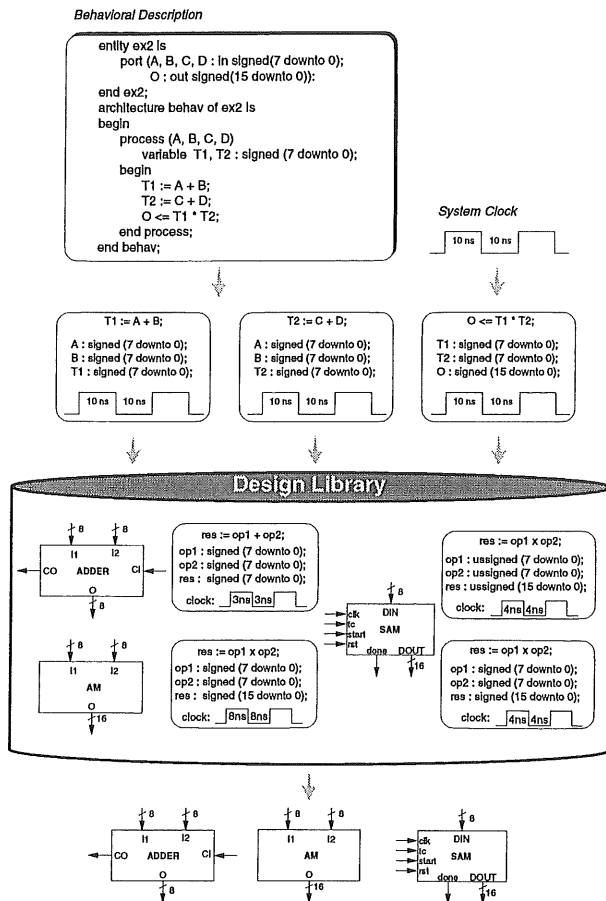 Behavioral Description
entity ex2 is
port (A, B, C, D : in signed(7 downto 0);
O : out signed(15 downto 0)):
end ex2;
architecture behav of ex2 is
begin
process (A, B, C, D)
variable T1, T2 : signed (7 downto 0);
begin
T1 := A + B;
T2 := C + D;
O <= T1 * T2;
end process;
end behav;
System Clock
10 ns 10 ns
T1 := A + B;
A : signed (7 downto 0);
B : signed (7 downto 0);
T1 : signed (7 downto 0);
10 ns 10 ns
T2 := C + D;
A : signed (7 downto 0);
B : signed (7 downto 0);
T2 : signed (7 downto 0);
10 ns 10 ns
O <= T1 * T2;
T1 : signed (7 downto 0);
T2 : signed (7 downto 0);
O : signed (15 downto 0);
10 ns 10 ns
Design Library
8 8
I1 I2
CO ADDER CI
O
8
res := op1 + op2;
op1 : signed (7 downto 0);
op2 : signed (7 downto 0);
res : signed (7 downto 0);
clock: 3ns 3ns
8
clk DIN
tc SAM
start
rst
done DOUT
16
res := op1 x op2;
op1 : ussigned (7 downto 0);
op2 : ussigned (7 downto 0);
res : ussigned (15 downto 0);
clock: 4ns 4ns
8 8
I1 I2
AM
O
16
res := op1 x op2;
op1 : signed (7 downto 0);
op2 : signed (7 downto 0);
res : signed (15 downto 0);
clock: 8ns 8ns
res := op1 x op2;
op1 : signed (7 downto 0);
op2 : signed (7 downto 0);
res : signed (15 downto 0);
clock: 4ns 4ns
8 8
I1 I2
CO ADDER CI
O
8
8 8
I1 I2
AM
O
16
8
clk DIN
tc SAM
start
rst
done DOUT
16